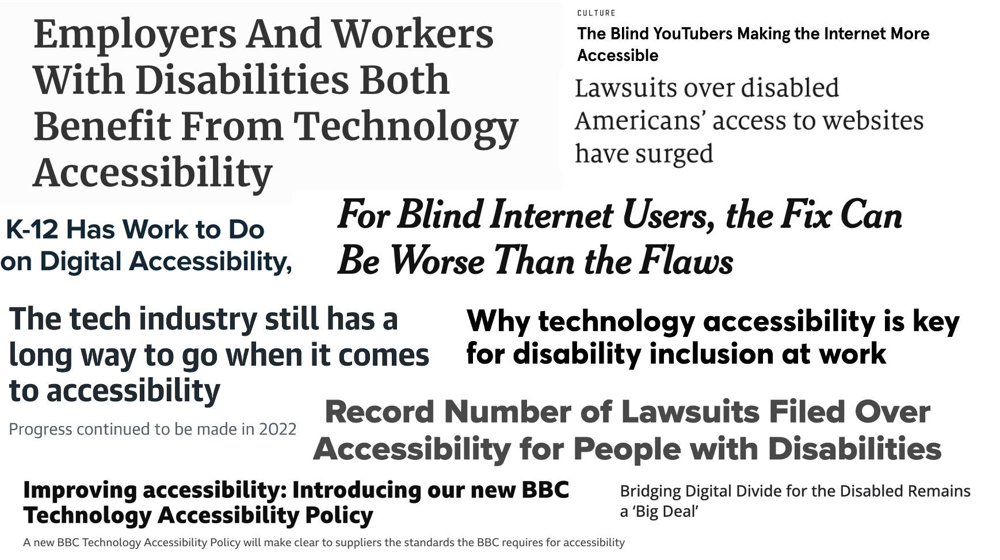 Employers And Workers
With Disabilities Both
Benefit From Technology
Accessibility
CULTURE
The Blind YouTubers Making the Internet More
Accessible
Lawsuits over disabled
Americans’ access to websites
have surged
K-12 Has Work to Do
on Digital Accessibility,
For Blind Internet Users, the Fix Can
Be Worse Than the Flaws
The tech industry still has a
long way to go when it comes
to accessibility
Progress continued to be made in 2022
Why technology accessibility is key
for disability inclusion at work
Record Number of Lawsuits Filed Over
Accessibility for People with Disabilities
Improving accessibility: Introducing our new BBC
Technology Accessibility Policy
A new BBC Technology Accessibility Policy will make clear to suppliers the standards the BBC requires for accessibility
Bridging Digital Divide for the Disabled Remains
a ‘Big Deal’